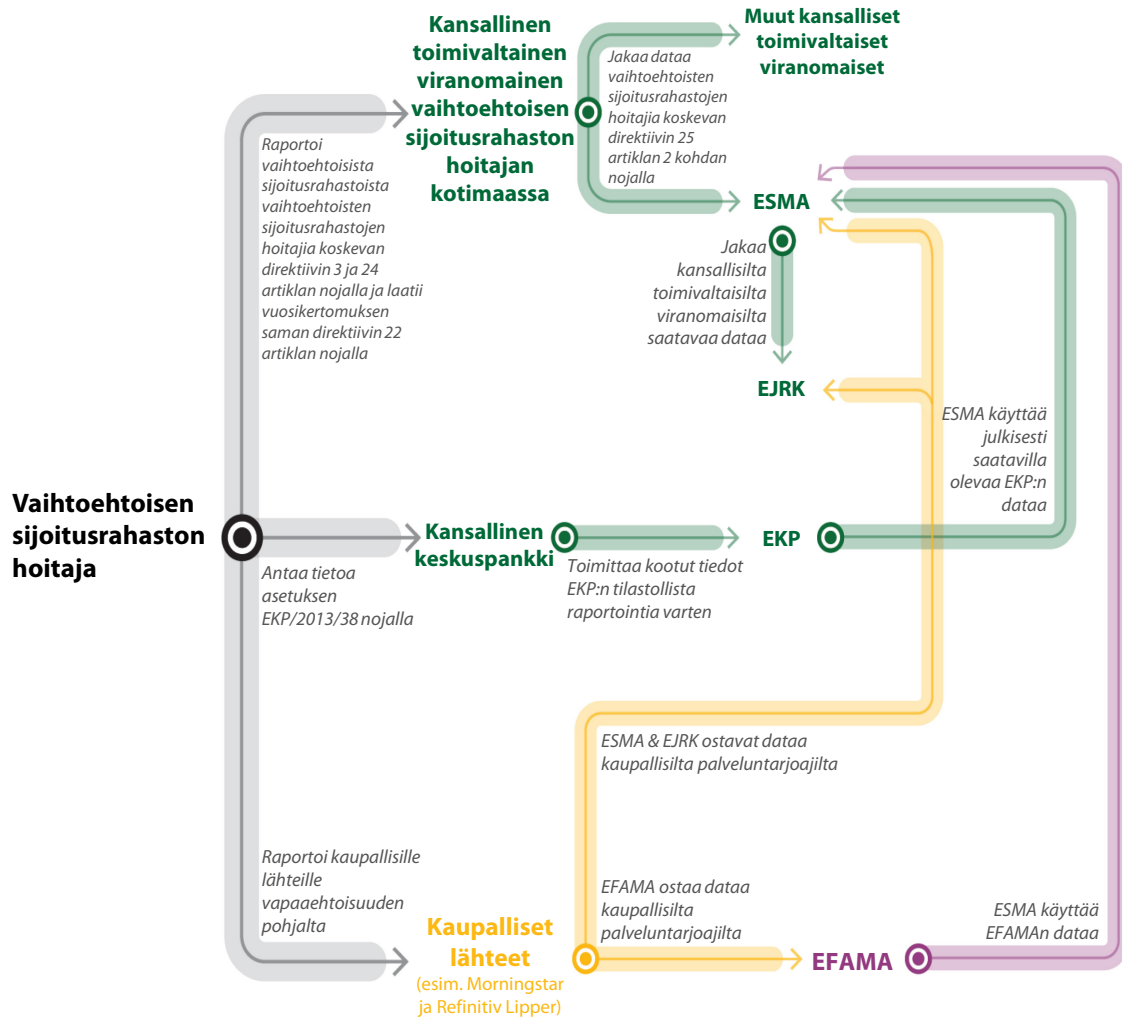 Kansallinen
toimivaltainen
viranomainen
vaihtoehtoisen
sijoitusrahaston
hoitajan
kotimaassa
Muut kansalliset
toimivaltaiset
viranomaiset
Jakaa dataa
vaihtoehtoisten
sijoitusrahastojen
hoitajia koskevan
direktiivin 25
artiklan 2 kohdan
nojalla
Raportoi
vaihtoehtoisista
sijoitusrahastoista
vaihtoehtoisten
sijoitusrahastojen
hoitajia koskevan
direktiivin 3 ja 24
artiklan nojalla ja laatii
vuosikertomuksen
saman direktiivin 22
artiklan nojalla
ESMA
Jakaa
kansallisilta
toimivaltaisilta
viranomaisilta
saatavaa dataa
EJRK
ESMA käyttää
julkisesti
saatavilla
olevaa EKP:n
dataa
Vaihtoehtoisen
sijoitusrahaston
hoitaja
Kansallinen
keskuspankki
EKP
Antaa tietoa
asetuksen
EKP/2013/38 nojalla
Toimittaa kootut tiedot
EKP:n tilastollista
raportointia varten
ESMA & EJRK ostavat dataa
kaupallisilta palveluntarjoajilta
Raportoi kaupallisille
lähteille
vapaaehtoisuuden
pohjalta
EFAMA ostaa dataa
kaupallisilta
palveluntarjoajilta
ESMA käyttää
EFAMAn dataa
Kaupalliset
lähteet
(esim. Morningstar
ja Refinitiv Lipper)
EFAMA